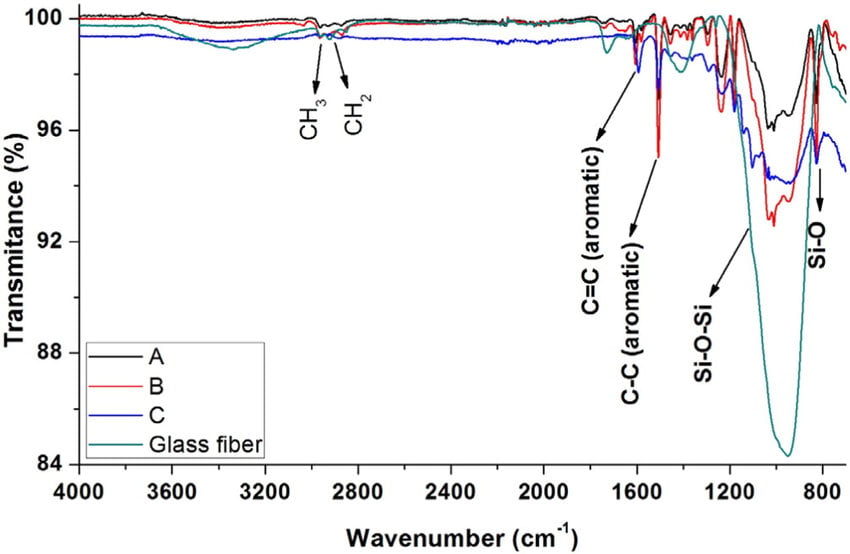 100
96
92
88
84
Transmitance (%)
CH3
CH2
C=C (aromatic)
C-C (aromatic)
Si-O-Si
Si-O
A
B
C
Glass fiber
4000 3600 3200 2800 2400 2000 1600 1200 800
Wavenumber (cm-1)